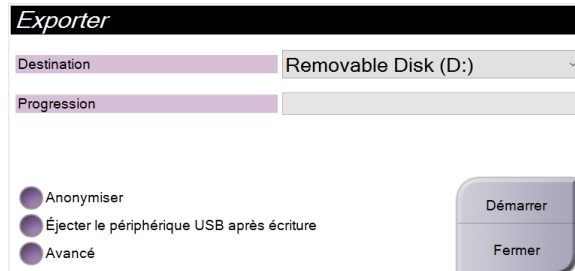 Exporter
Destination
Removable Disk (D:)
Progression
Anonymiser
Éjecter le périphérique USB après écriture
Avancé
Démarrer
Fermer